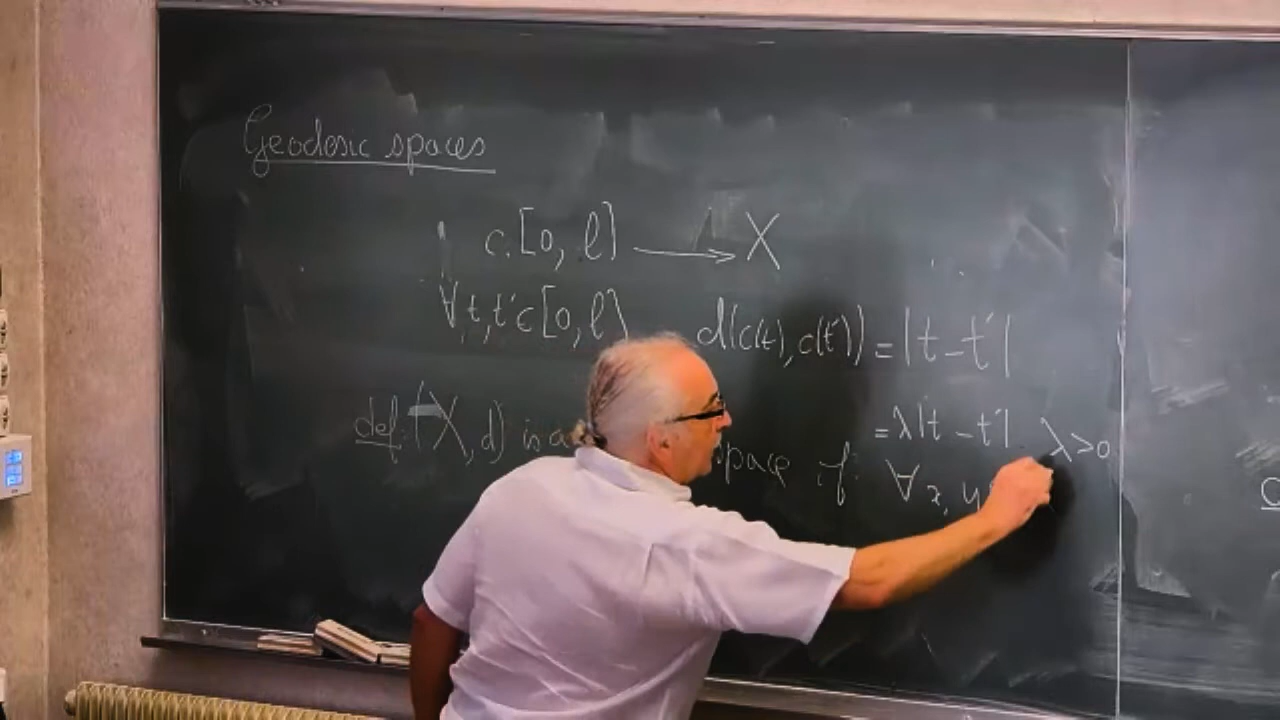 Geodesic spaces
c: [0, l] ⟶ X
∀t, t' ∈ [0, l] d(c(t), c(t')) = |t - t'|
= λ|t - t'| λ>0
def: (X, d) is a space if: ∀ x, y